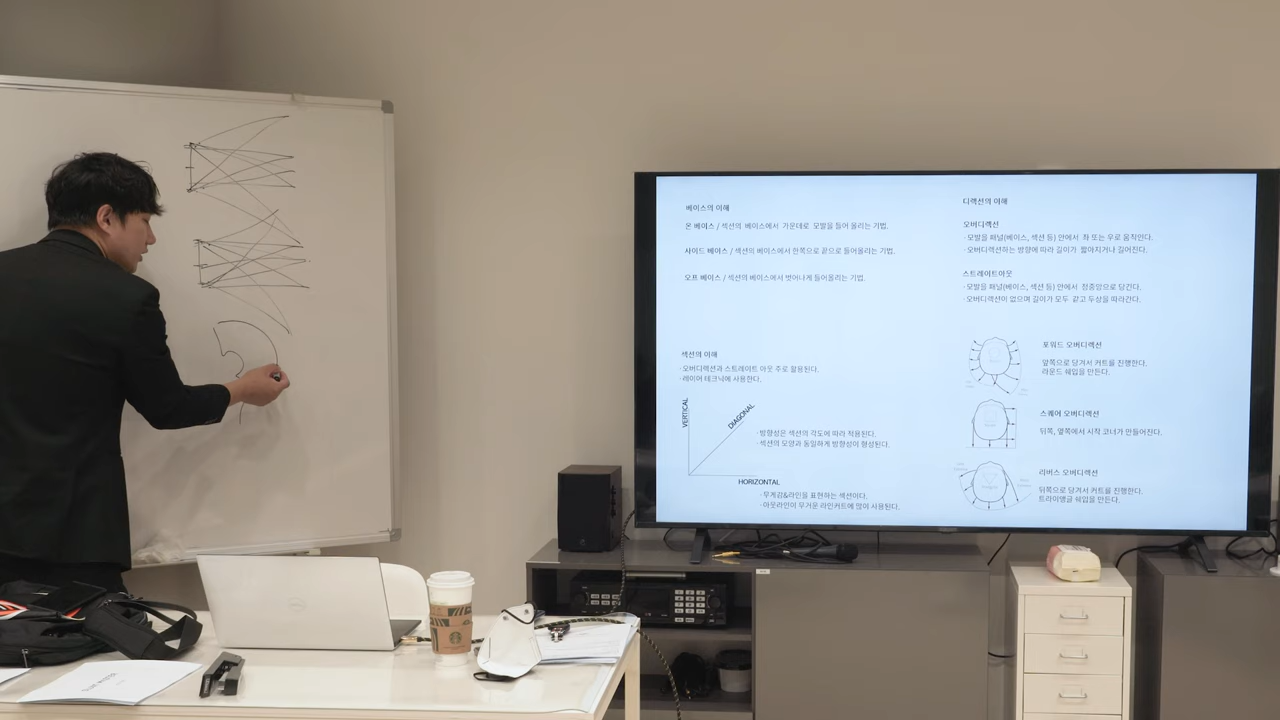 베이스의 이해
온 베이스 / 섹션의 베이스에서 가운데로 모발을 들어 올리는 기법.
사이드 베이스 / 섹션의 베이스에서 한쪽으로 끝으로 들어올리는 기법.
오프 베이스 / 섹션의 베이스에서 벗어나게 들어올리는 기법.
섹션의 이해
· 오버디렉션과 스트레이트 아웃 주로 활용된다.
· 레이어 테크닉에 사용한다.
VERTICAL
DIAGONAL
HORIZONTAL
· 방향성은 섹션의 각도에 따라 적용된다.
· 섹션의 모양과 동일하게 방향성이 형성된다.
· 무게감&라인을 표현하는 섹션이다.
· 아웃라인이 무거운 라인커트에 많이 사용된다.
디렉션의 이해
오버디렉션
· 모발을 패널(베이스, 섹션 등) 안에서 좌 또는 우로 움직인다.
· 오버디렉션하는 방향에 따라 길이가 짧아지거나 길어진다.
스트레이트아웃
· 모발을 패널(베이스, 섹션 등) 안에서 정중앙으로 당긴다.
· 오버디렉션이 없으며 길이가 모두 같고 두상을 따라간다.
포워드 오버디렉션
앞쪽으로 당겨서 커트를 진행한다.
라운드 쉐입을 만든다.
스퀘어 오버디렉션
뒤쪽, 옆쪽에서 시작 코너가 만들어진다.
리버스 오버디렉션
뒤쪽으로 당겨서 커트를 진행한다.
트라이앵글 쉐입을 만든다.